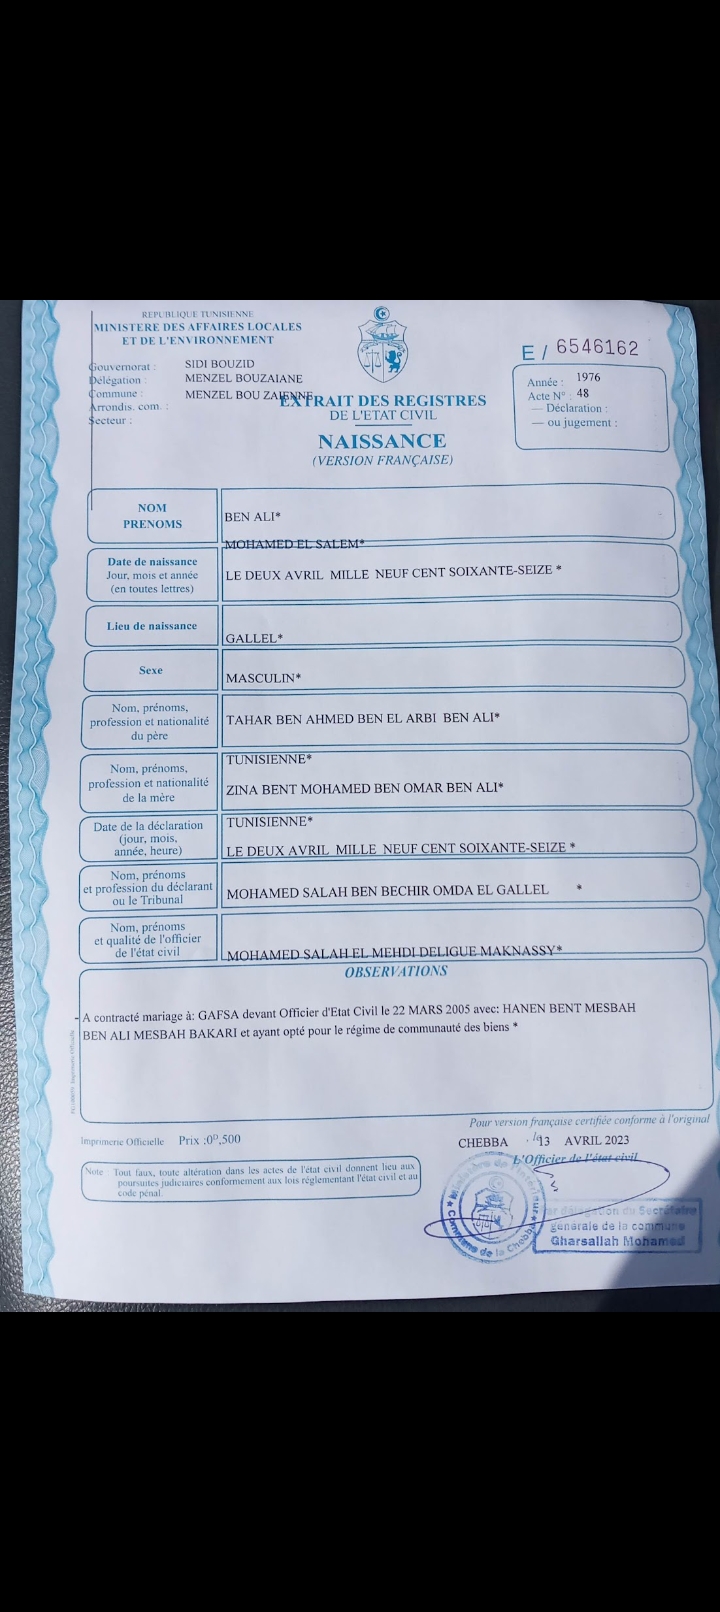 REPUBLIQUE TUNISIENNE
MINISTERE DES AFFAIRES LOCALES
ET DE L'ENVIRONNEMENT
Gouvernorat : SIDI BOUZID
Délégation : MENZEL BOUZAIANE
Commune : MENZEL BOU ZAIENNE
Arrondis. com. :
Secteur :
E / 6546162
Année : 1976
Acte N° : 48
— Déclaration :
— ou jugement :
EXTRAIT DES REGISTRES
DE L'ETAT CIVIL
NAISSANCE
(VERSION FRANÇAISE)
NOM
PRENOMS
BEN ALI*
MOHAMED EL SALEM*
Date de naissance
Jour, mois et année
(en toutes lettres)
LE DEUX AVRIL MILLE NEUF CENT SOIXANTE-SEIZE *
Lieu de naissance
GALLEL*
Sexe
MASCULIN*
Nom, prénoms,
profession et nationalité
du père
TAHAR BEN AHMED BEN EL ARBI BEN ALI*
TUNISIENNE*
Nom, prénoms,
profession et nationalité
de la mère
ZINA BENT MOHAMED BEN OMAR BEN ALI*
TUNISIENNE*
Date de la déclaration
(jour, mois,
année, heure)
LE DEUX AVRIL MILLE NEUF CENT SOIXANTE-SEIZE *
Nom, prénoms
et profession du déclarant
ou le Tribunal
MOHAMED SALAH BEN BECHIR OMDA EL GALLEL *
Nom, prénoms
et qualité de l'officier
de l'état civil
MOHAMED SALAH EL MEHDI DELIGUE MAKNASSY*
OBSERVATIONS
- A contracté mariage à: GAFSA devant Officier d'Etat Civil le 22 MARS 2005 avec: HANEN BENT MESBAH
BEN ALI MESBAH BAKARI et ayant opté pour le régime de communauté des biens *
Pour version française certifiée conforme à l'original
Imprimerie Officielle Prix :0ᴰ,500
CHEBBA 13 AVRIL 2023
L'Officier de l'état civil
Note : Tout faux, toute altération dans les actes de l'état civil donnent lieu aux
poursuites judiciaires conformement aux lois réglementant l'état civil et au
code pénal.
Commune de la Chebba
délégation du Secrétaire
générale de la commune
Gharsallah Mohamed